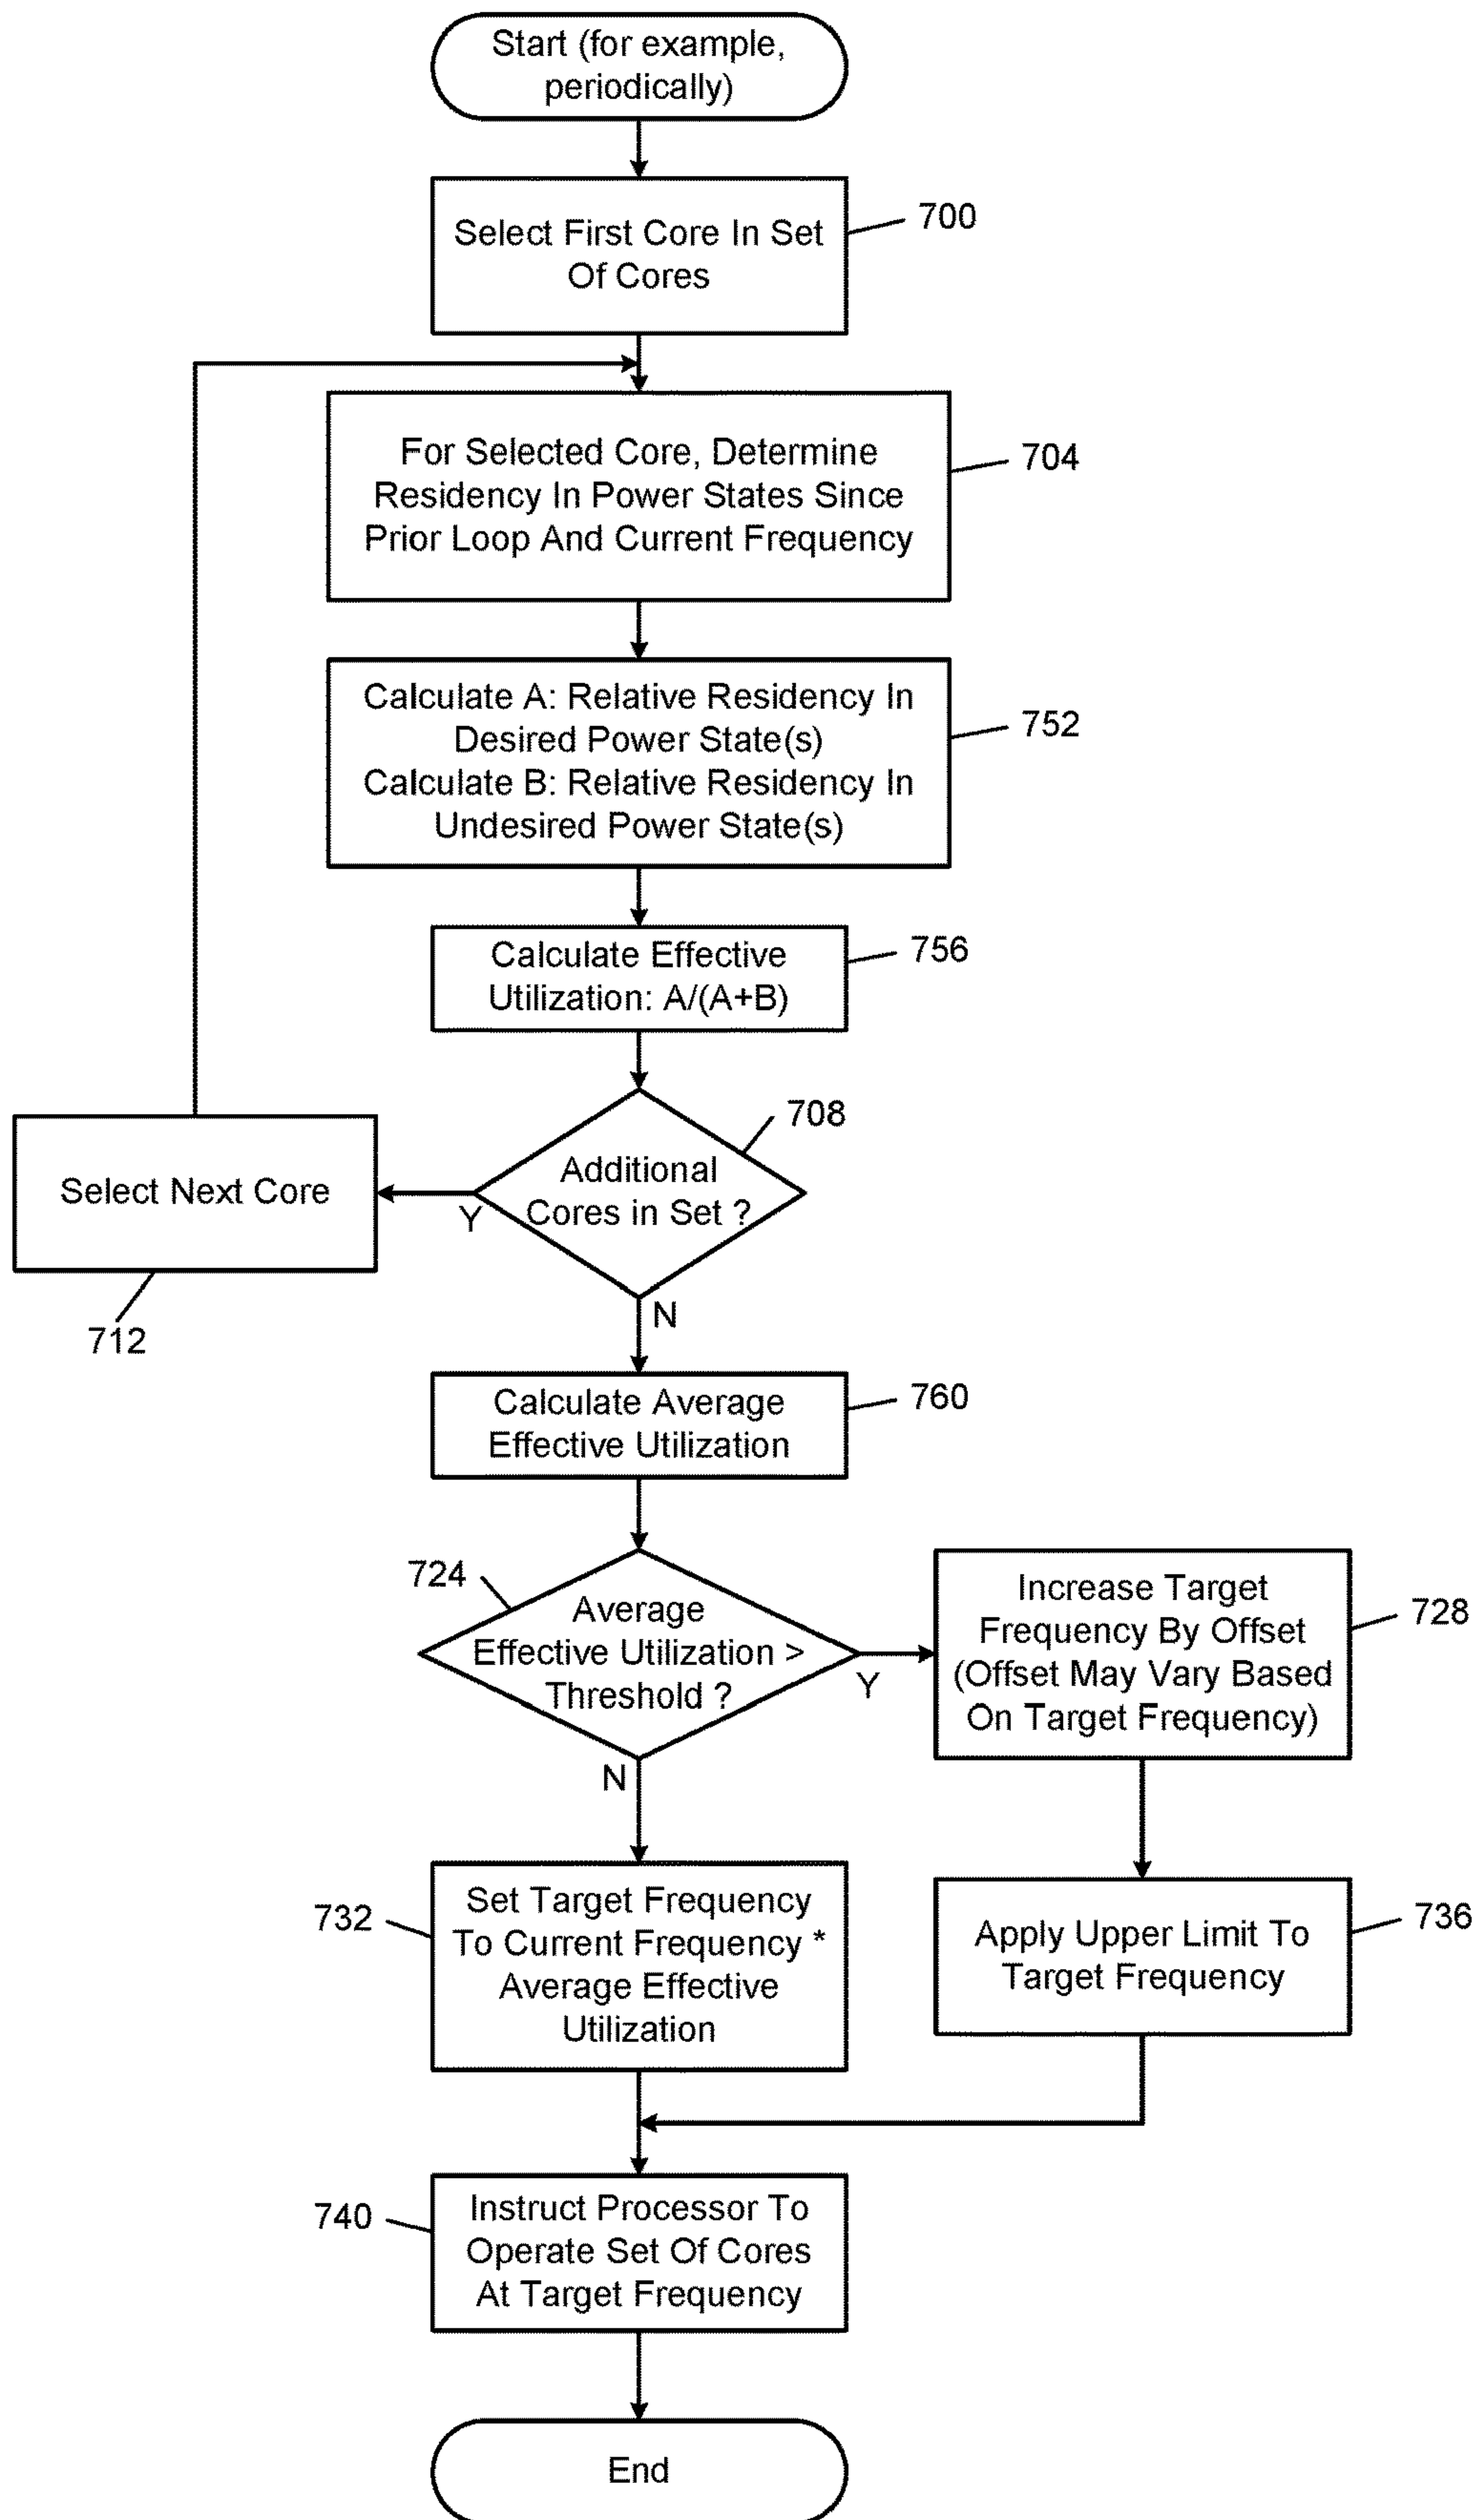 Start (for example,
periodically)
Select First Core In Set
Of Cores
700
For Selected Core, Determine
Residency In Power States Since
Prior Loop And Current Frequency
704
Calculate A: Relative Residency In
Desired Power State(s)
Calculate B: Relative Residency In
Undesired Power State(s)
752
Calculate Effective
Utilization: A/(A+B)
756
708
Additional
Cores in Set ?
Y
Select Next Core
712
N
Calculate Average
Effective Utilization
760
724
Average
Effective Utilization >
Threshold ?
Y
Increase Target
Frequency By Offset
(Offset May Vary Based
On Target Frequency)
728
N
732
Set Target Frequency
To Current Frequency *
Average Effective
Utilization
Apply Upper Limit To
Target Frequency
736
740
Instruct Processor To
Operate Set Of Cores
At Target Frequency
End